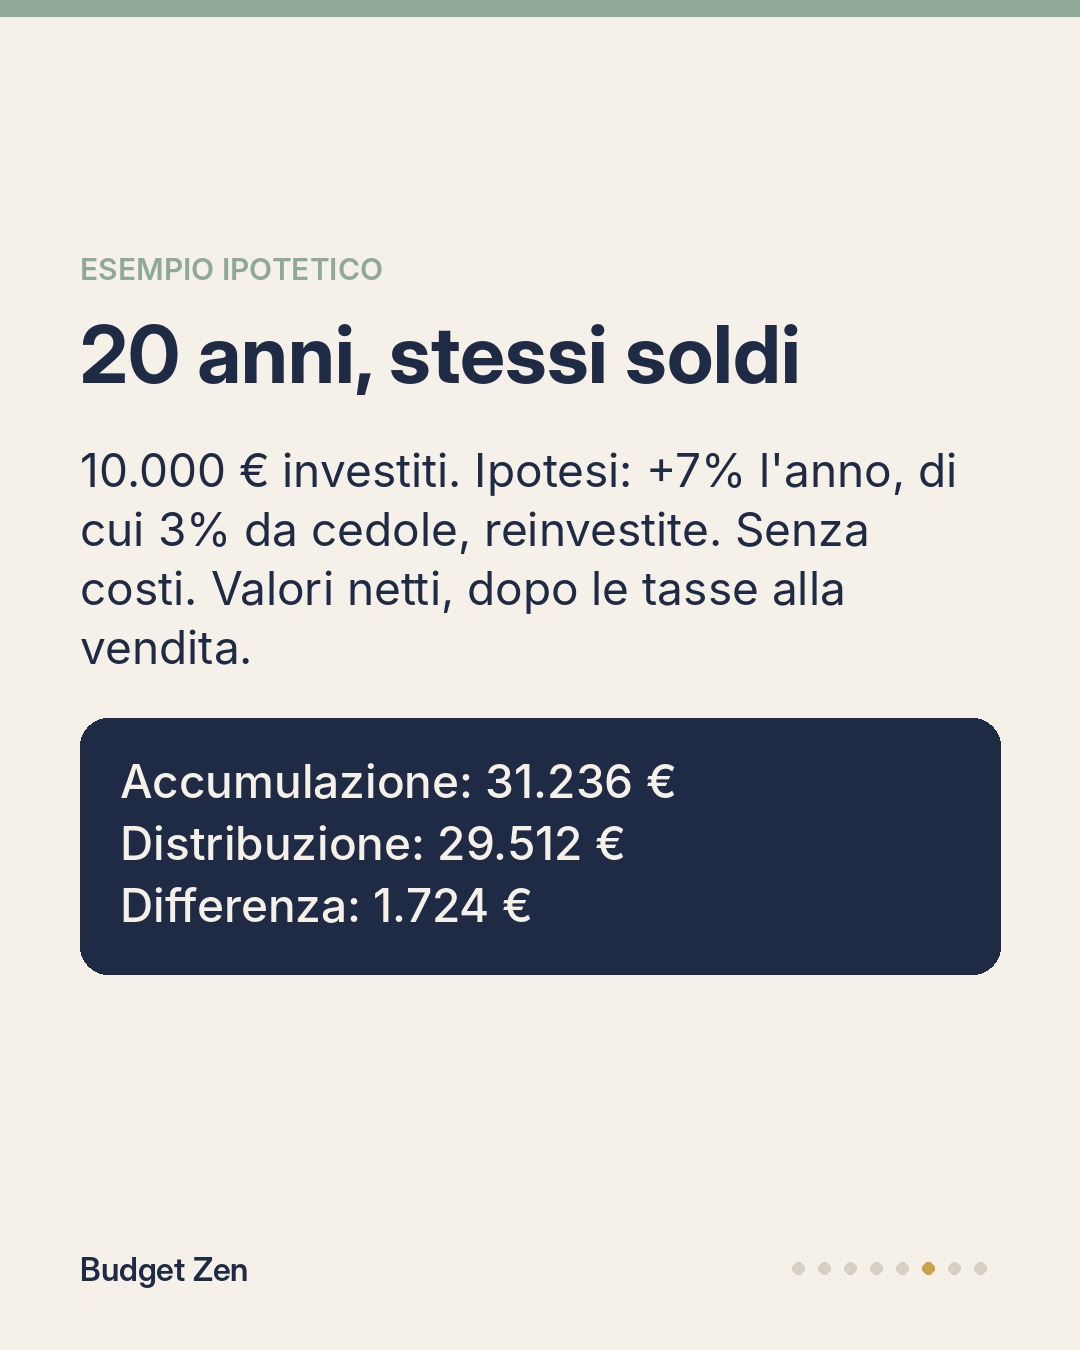 ESEMPIO IPOTETICO
20 anni, stessi soldi
10.000 € investiti. Ipotesi: +7% l'anno, di
cui 3% da cedole, reinvestite. Senza
costi. Valori netti, dopo le tasse alla
vendita.
Accumulazione: 31.236 €
Distribuzione: 29.512 €
Differenza: 1.724 €
Budget Zen